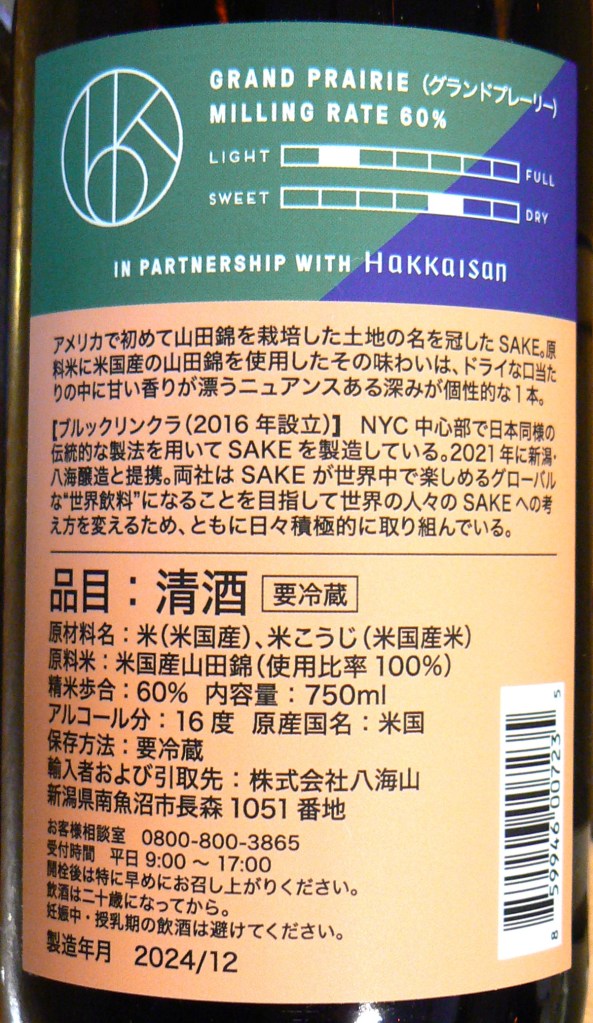 GRAND PRAIRIE (グランドプレーリー)
MILLING RATE 60%
LIGHT FULL
SWEET DRY
IN PARTNERSHIP WITH Hakkaisan
アメリカで初めて山田錦を栽培した土地の名を冠したSAKE。原
料米に米国産の山田錦を使用したその味わいは、ドライな口当た
りの中に甘い香りが漂うニュアンスある深みが個性的な1本。
【ブルックリンクラ(2016年設立)】 NYC中心部で日本同様の
伝統的な製法を用いてSAKEを製造している。2021年に新潟・
八海醸造と提携。両社はSAKEが世界中で楽しめるグローバル
な“世界飲料”になることを目指して世界の人々のSAKEへの考
え方を変えるため、ともに日々積極的に取り組んでいる。
品目：清酒 要冷蔵
原材料名：米(米国産)、米こうじ(米国産米)
原料米：米国産山田錦(使用比率100%)
精米歩合：60% 内容量：750ml
アルコール分：16度 原産国名：米国
保存方法：要冷蔵
輸入者および引取先：株式会社八海山
新潟県南魚沼市長森1051番地
お客様相談室 0800-800-3865
受付時間 平日9:00～17:00
開栓後は特に早めにお召し上がりください。
飲酒は二十歳になってから。
妊娠中・授乳期の飲酒は避けてください。
製造年月 2024/12
8 59946 00723 5